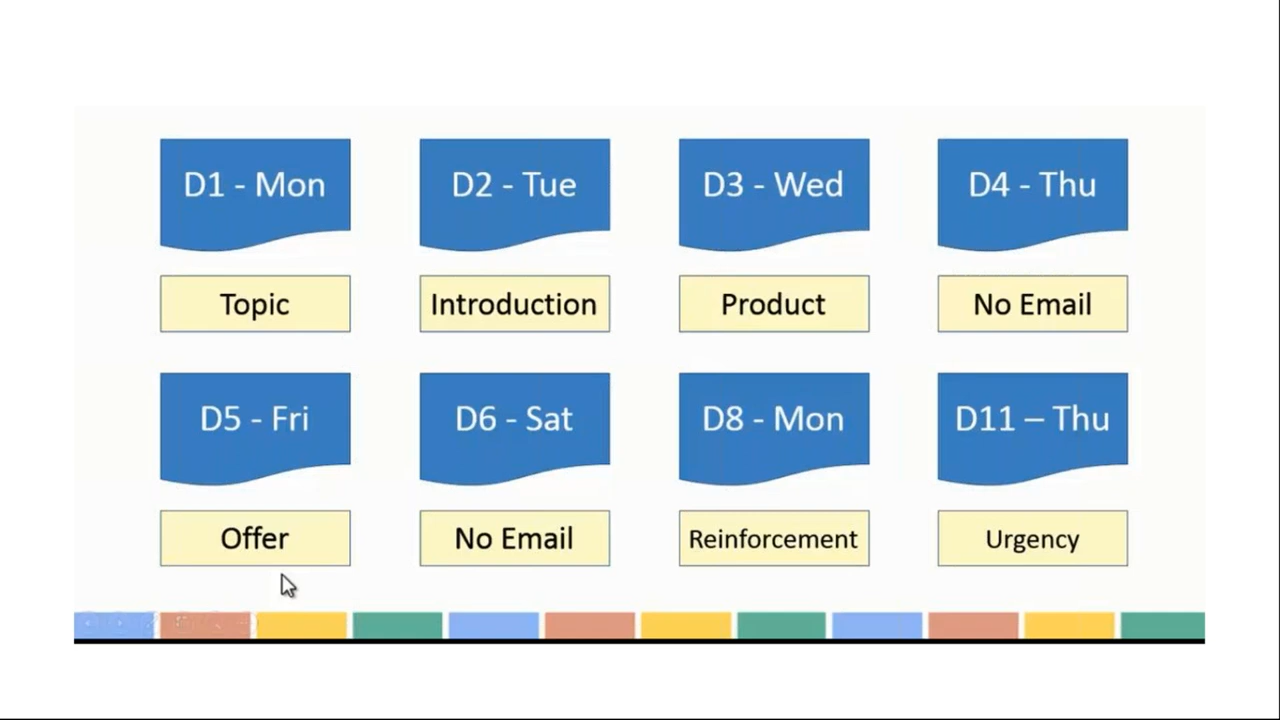 D1 - Mon
D2 - Tue
D3 - Wed
D4 - Thu
Topic
Introduction
Product
No Email
D5 - Fri
D6 - Sat
D8 - Mon
D11 – Thu
Offer
No Email
Reinforcement
Urgency